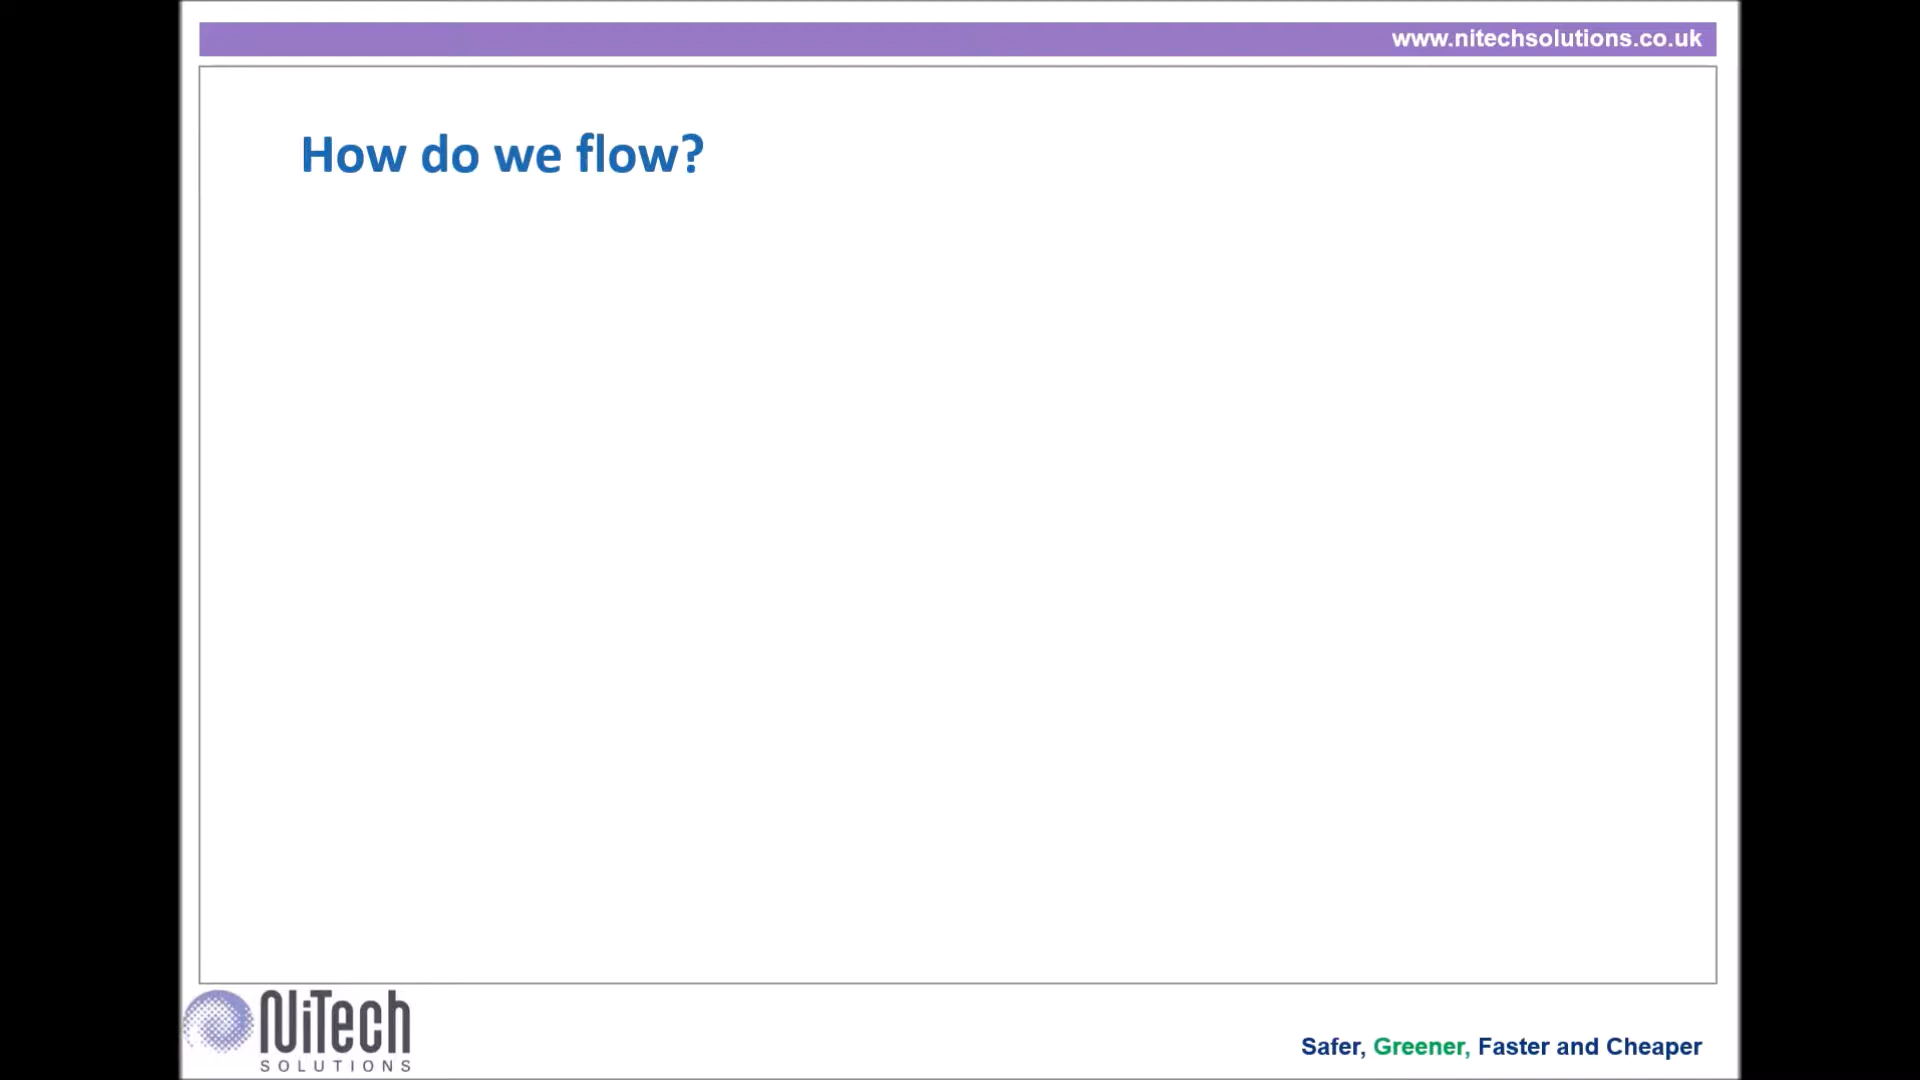 www.nitechsolutions.co.uk
How do we flow?
NiTech
SOLUTIONS
Safer, Greener, Faster and Cheaper